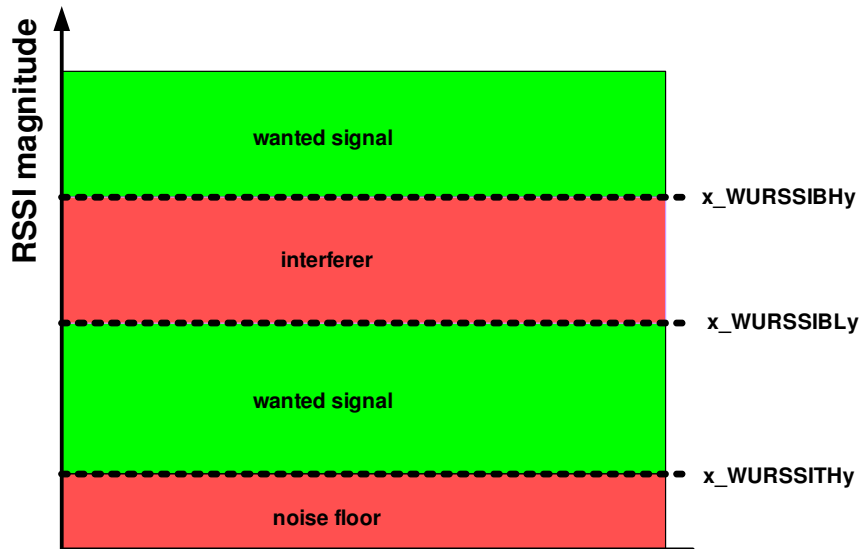 RSSI magnitude
wanted signal
x_WURSSIBHy
interferer
x_WURSSIBLy
wanted signal
x_WURSSITHy
noise floor